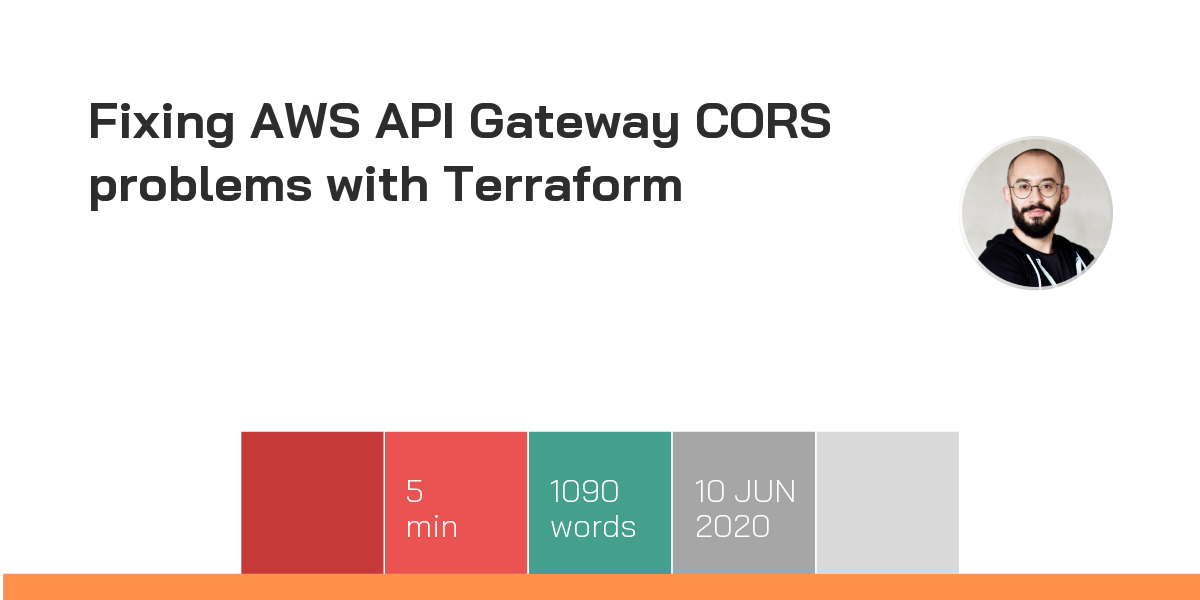 Fixing AWS API Gateway CORS
problems with Terraform
5
min
1090
words
10 JUN
2020